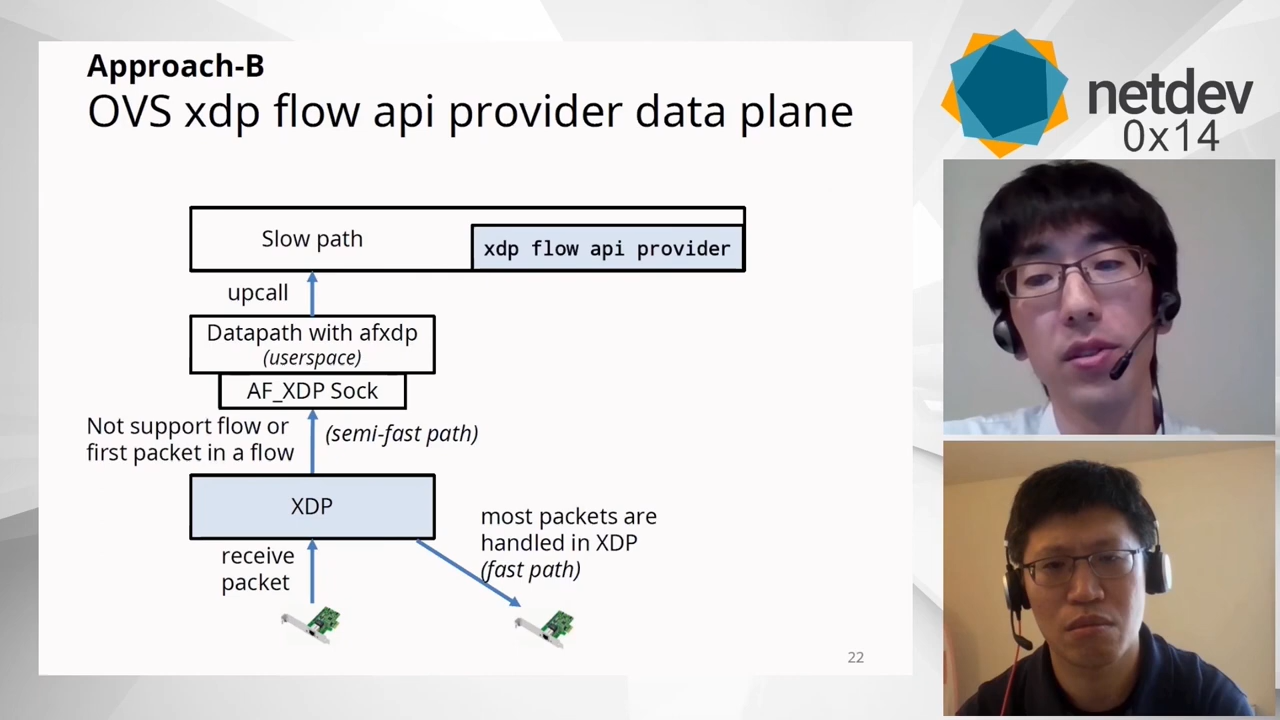 Approach-B
OVS xdp flow api provider data plane
netdev
0x14
Slow path
xdp flow api provider
upcall
Datapath with afxdp
(userspace)
AF_XDP Sock
Not support flow or
first packet in a flow
(semi-fast path)
XDP
most packets are
handled in XDP
(fast path)
receive
packet
22